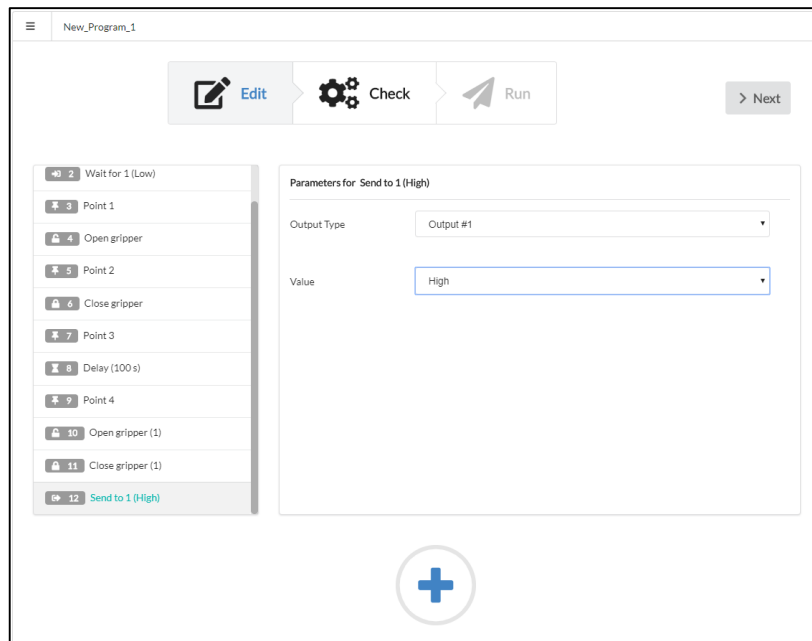 New_Program_1
Edit
Check
Run
Next
2 Wait for 1 (Low)
3 Point 1
4 Open gripper
5 Point 2
6 Close gripper
7 Point 3
8 Delay (100 s)
9 Point 4
10 Open gripper (1)
11 Close gripper (1)
12 Send to 1 (High)
Parameters for Send to 1 (High)
Output Type Output #1
Value High